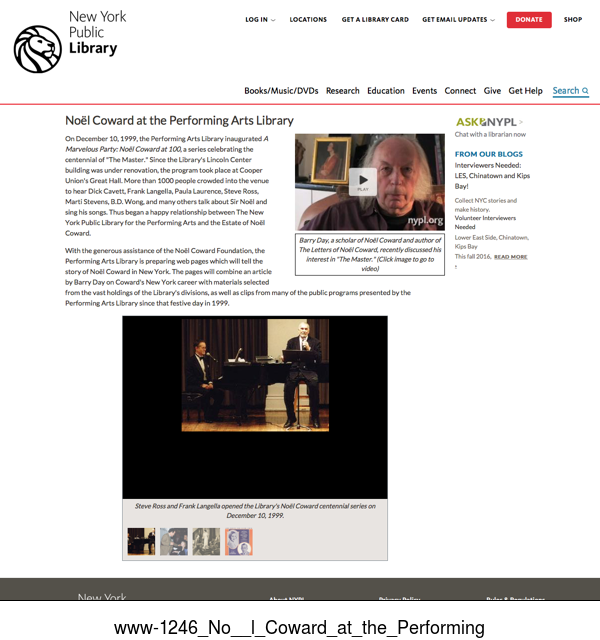 New York
Public
Library
LOG IN
LOCATIONS
GET A LIBRARY CARD
GET EMAIL UPDATES
DONATE
SHOP
Books/Music/DVDs
Research
Education
Events
Connect
Give
Get Help
Search
Noël Coward at the Performing Arts Library
On December 10, 1999, the Performing Arts Library inaugurated A
Marvelous Party: Noël Coward at 100, a series celebrating the
centennial of "The Master." Since the Library's Lincoln Center
building was under renovation, the program took place at Cooper
Union's Great Hall. More than 1000 people crowded into the venue
to hear Dick Cavett, Frank Langella, Paula Laurence, Steve Ross,
Marti Stevens, B.D. Wong, and many others talk about Sir Noël and
sing his songs. Thus began a happy relationship between The New
York Public Library for the Performing Arts and the Estate of Noël
Coward.
PLAY
nypl.org
Barry Day, a scholar of Noël Coward and author of
The Letters of Noël Coward, recently discussed his
interest in "The Master." (Click image to go to
video)
With the generous assistance of the Noël Coward Foundation, the
Performing Arts Library is preparing web pages which will tell the
story of Noël Coward in New York. The pages will combine an article
by Barry Day on Coward's New York career with materials selected
from the vast holdings of the Library's divisions, as well as clips from many of the public programs presented by the
Performing Arts Library since that festive day in 1999.
Steve Ross and Frank Langella opened the Library's Noël Coward centennial series on
December 10, 1999.
ASK NYPL >
Chat with a librarian now
FROM OUR BLOGS
Interviewers Needed:
LES, Chinatown and Kips
Bay!
Collect NYC stories and
make history.
Volunteer Interviewers
Needed
Lower East Side, Chinatown,
Kips Bay
This fall 2016, READ MORE
New York
About NYPL
Privacy Policy
Rules & Regulations
www-1246_No__l_Coward_at_the_Performing